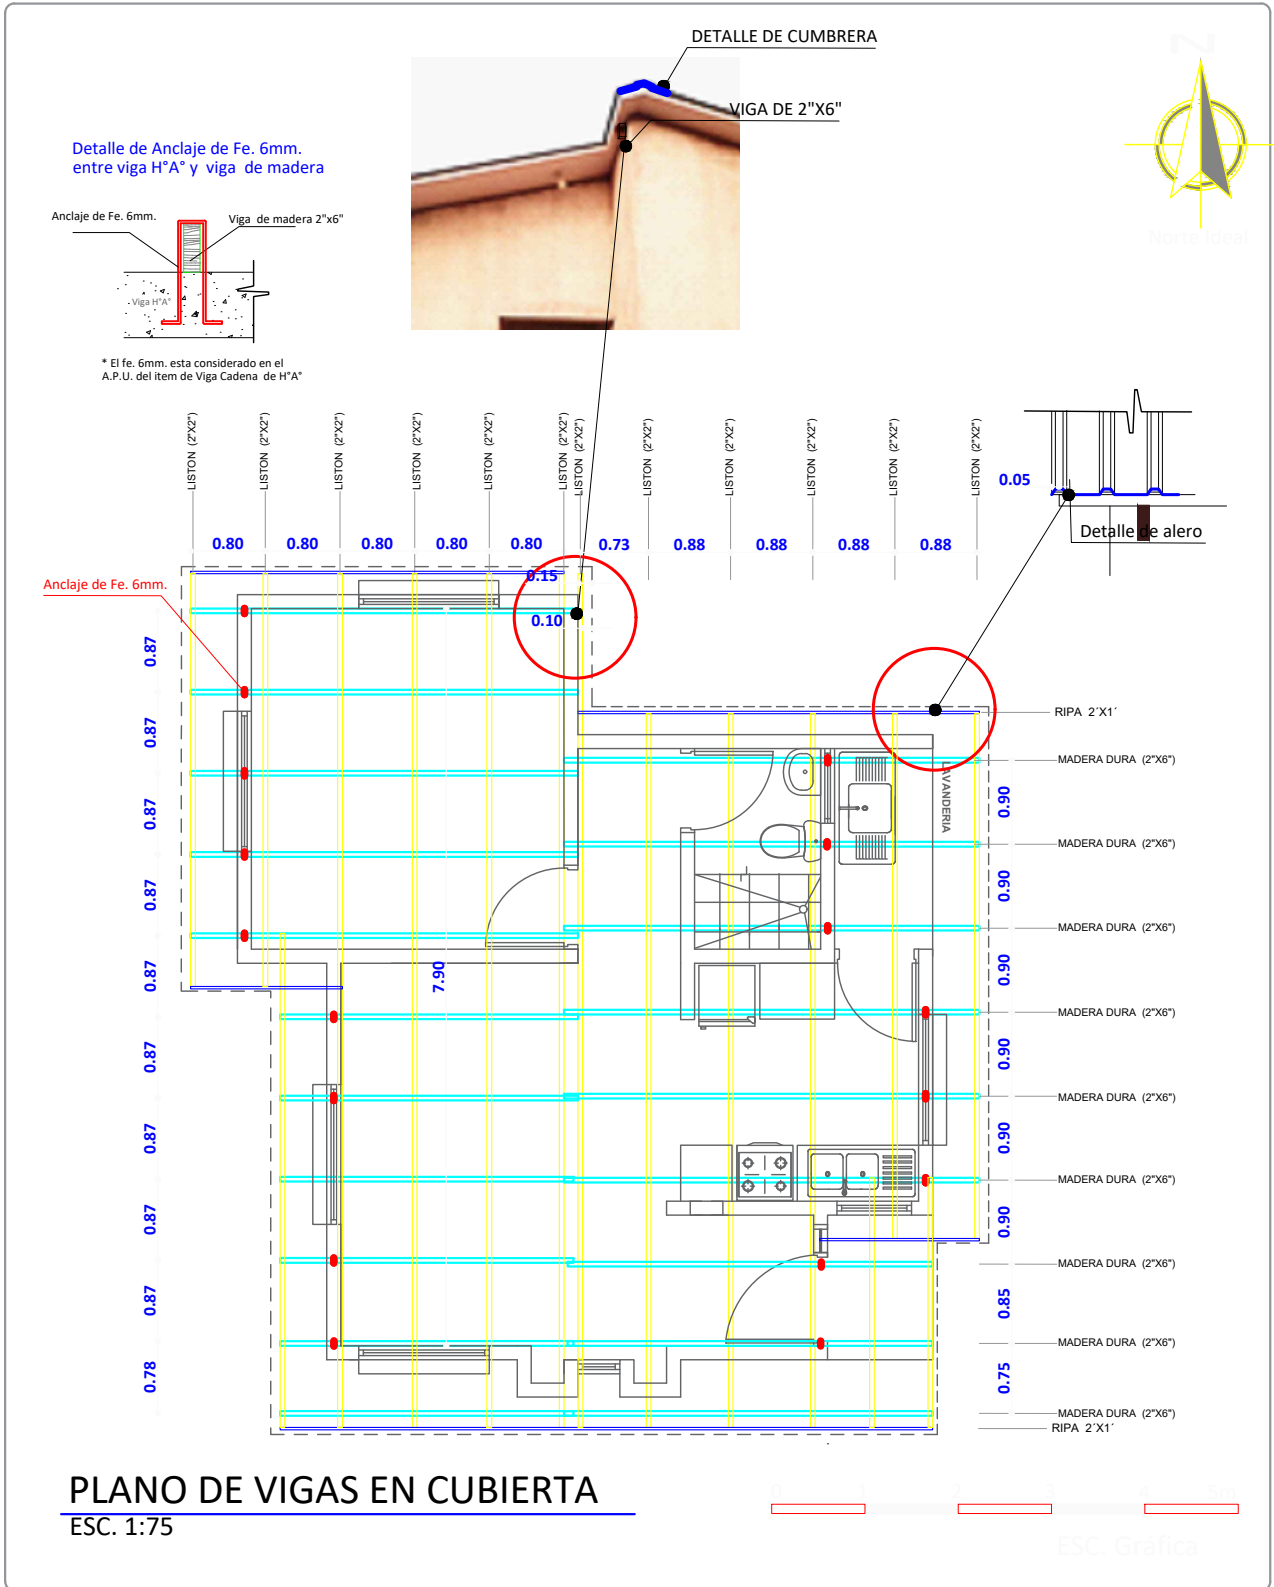 DETALLE DE CUMBRERA
VIGA DE 2"X6"
N
Norte Ideal
Detalle de Anclaje de Fe. 6mm.
entre viga H°A° y viga de madera
Anclaje de Fe. 6mm.
Viga de madera 2"x6"
Viga H°A°
* El fe. 6mm. esta considerado en el
A.P.U. del item de Viga Cadena de H°A°
LISTON (2"X2")
LISTON (2"X2")
LISTON (2"X2")
LISTON (2"X2")
LISTON (2"X2")
LISTON (2"X2")
LISTON (2"X2")
LISTON (2"X2")
LISTON (2"X2")
LISTON (2"X2")
LISTON (2"X2")
LISTON (2"X2")
0.05
Detalle de alero
0.80
0.80
0.80
0.80
0.80
0.73
0.88
0.88
0.88
0.88
0.15
0.10
Anclaje de Fe. 6mm.
0.87
0.87
0.87
0.87
0.87
0.87
0.87
0.87
0.87
0.78
7.90
LAVANDERIA
0.90
0.90
0.90
0.90
0.90
0.90
0.85
0.75
RIPA 2´X1´
MADERA DURA (2"X6")
MADERA DURA (2"X6")
MADERA DURA (2"X6")
MADERA DURA (2"X6")
MADERA DURA (2"X6")
MADERA DURA (2"X6")
MADERA DURA (2"X6")
MADERA DURA (2"X6")
MADERA DURA (2"X6")
RIPA 2´X1´
PLANO DE VIGAS EN CUBIERTA
ESC. 1:75
0 1 2 3 4 5m
ESC. Grafica